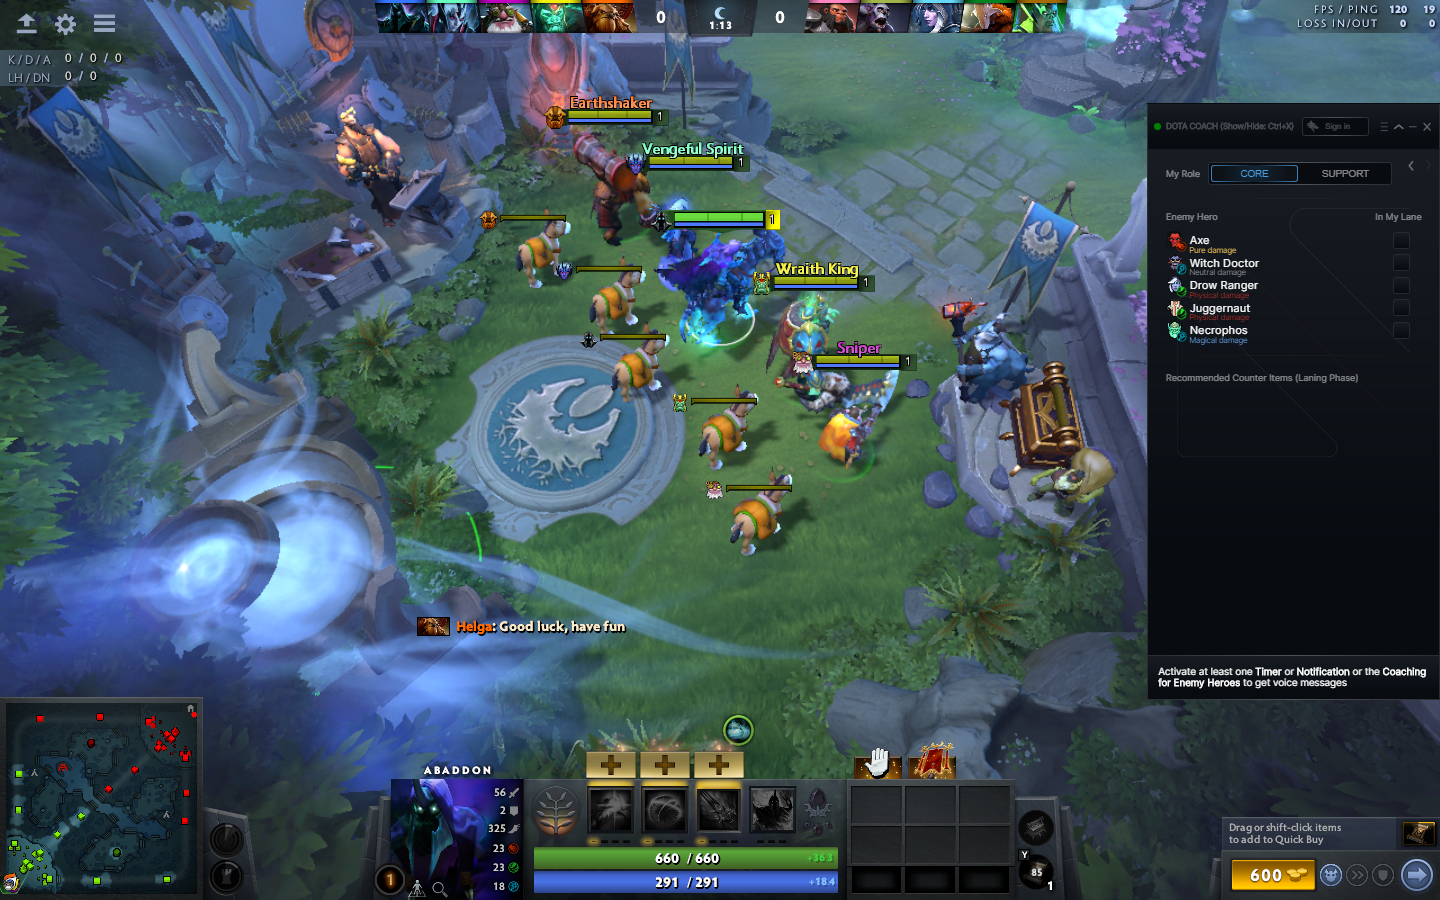 0
1:13
0
FPS / PING 120 19
LOSS IN/OUT 0 0
K/D/A 0 / 0 / 0
LH/DN 0 / 0
Earthshaker
1
Vengeful Spirit
1
1
Wraith King
1
Sniper
1
DOTA COACH (Show/Hide: Ctrl+X)
Sign in
My Role
CORE
SUPPORT
Enemy Hero
In My Lane
Axe
Pure damage
Witch Doctor
Neutral damage
Drow Ranger
Physical damage
Juggernaut
Physical damage
Necrophos
Magical damage
Recommended Counter Items (Laning Phase)
Activate at least one Timer or Notification or the Coaching
for Enemy Heroes to get voice messages
Helga: Good luck, have fun
ABADDON
56
2
325
23
23
18
1
660 / 660
+36.3
291 / 291
+18.4
Y
85
1
Drag or shift-click items
to add to Quick Buy
600